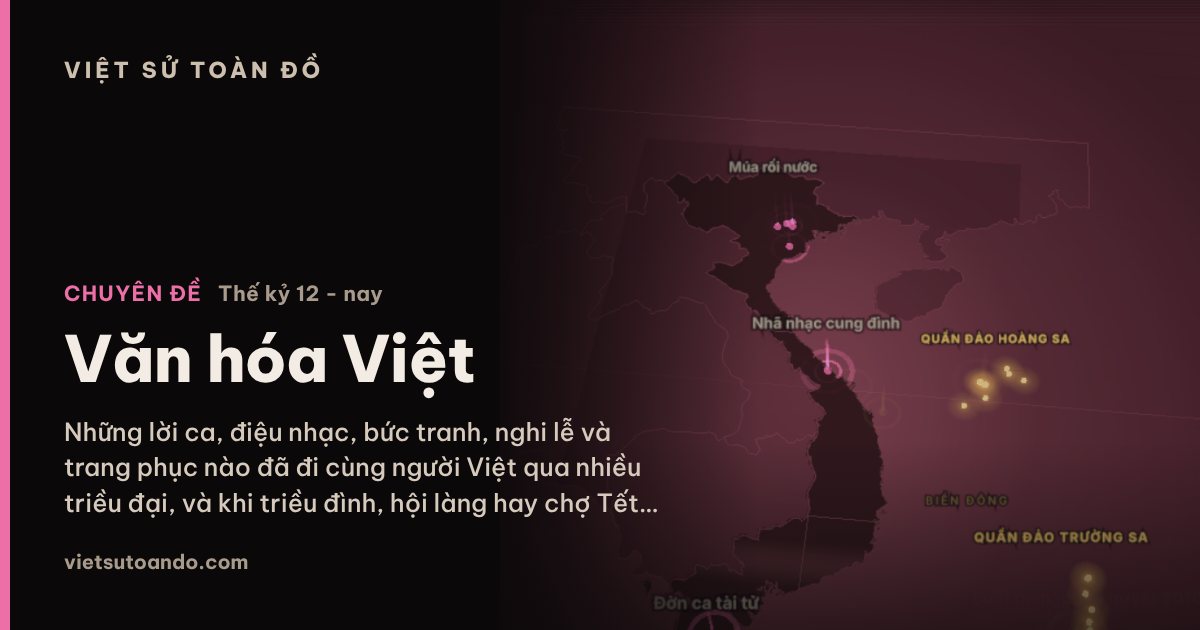 VIỆT SỬ TOÀN ĐỒ
CHUYÊN ĐỀ Thế kỷ 12 - nay
Văn hóa Việt
Những lời ca, điệu nhạc, bức tranh, nghi lễ và
trang phục nào đã đi cùng người Việt qua nhiều
triều đại, và khi triều đình, hội làng hay chợ Tết...
vietsutoando.com
Múa rối nước
Nhã nhạc cung đình
QUẦN ĐẢO HOÀNG SA
BIỂN ĐÔNG
QUẦN ĐẢO TRƯỜNG SA
Đờn ca tài tử